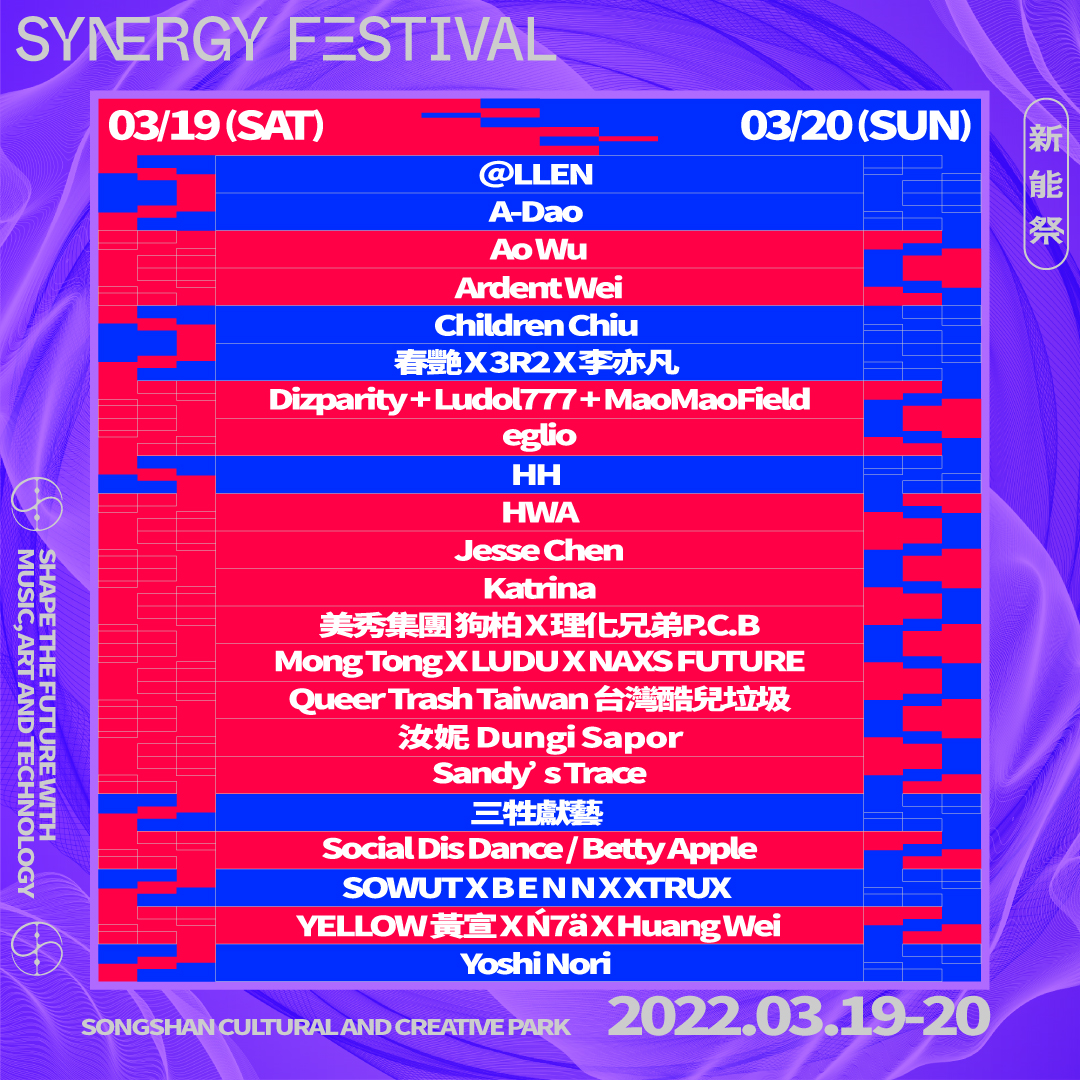 SYNERGY FESTIVAL
03/19 (SAT)
03/20 (SUN)
新能祭
@LLEN
A-Dao
Ao Wu
Ardent Wei
Children Chiu
春艷 X 3R2 X 李亦凡
Dizparity + Ludol777 + MaoMaoField
eglio
HH
HWA
Jesse Chen
Katrina
美秀集團 狗柏 X 理化兄弟P.C.B
Mong Tong X LUDU X NAXS FUTURE
Queer Trash Taiwan 台灣酷兒垃圾
汝妮 Dungi Sapor
Sandy’s Trace
三牲獻藝
Social Dis Dance / Betty Apple
SOWUT X B E N N X XTRUX
YELLOW 黃宣 X Ń7ä X Huang Wei
Yoshi Nori
SHAPE THE FUTURE WITH
MUSIC, ART AND TECHNOLOGY
SONGSHAN CULTURAL AND CREATIVE PARK
2022.03.19-20